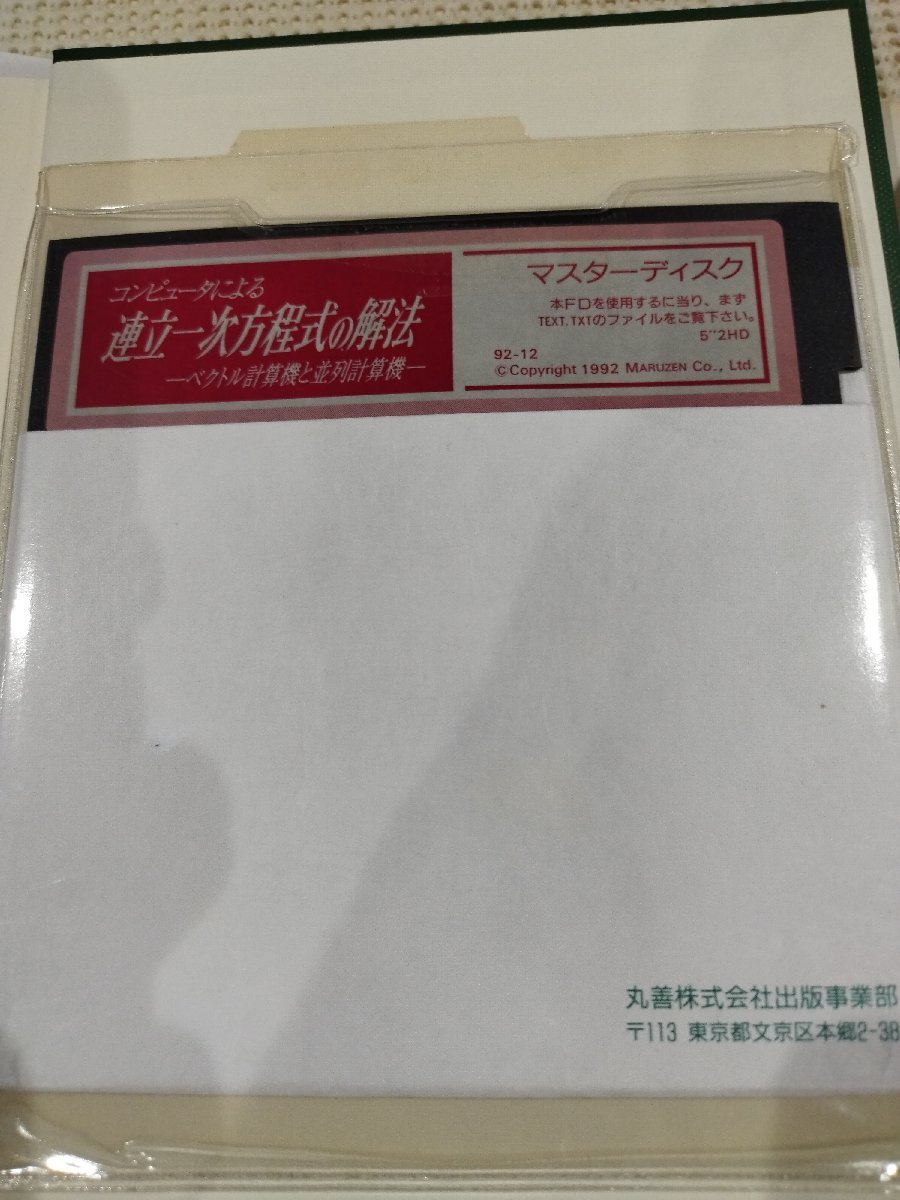 コンピュータによる
連立一次方程式の解法
―ベクトル計算機と並列計算機―
マスターディスク
本FDを使用するに当り、まず
TEXT.TXTのファイルをご覧下さい。
5"2HD
92-12
©Copyright 1992 MARUZEN Co., Ltd.
丸善株式会社出版事業部
〒113 東京都文京区本郷2-38